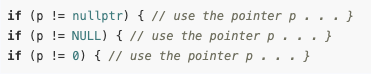 if (p != nullptr) { // use the pointer p . . . }
if (p != NULL) { // use the pointer p . . . }
if (p != 0) { // use the pointer p . . . }